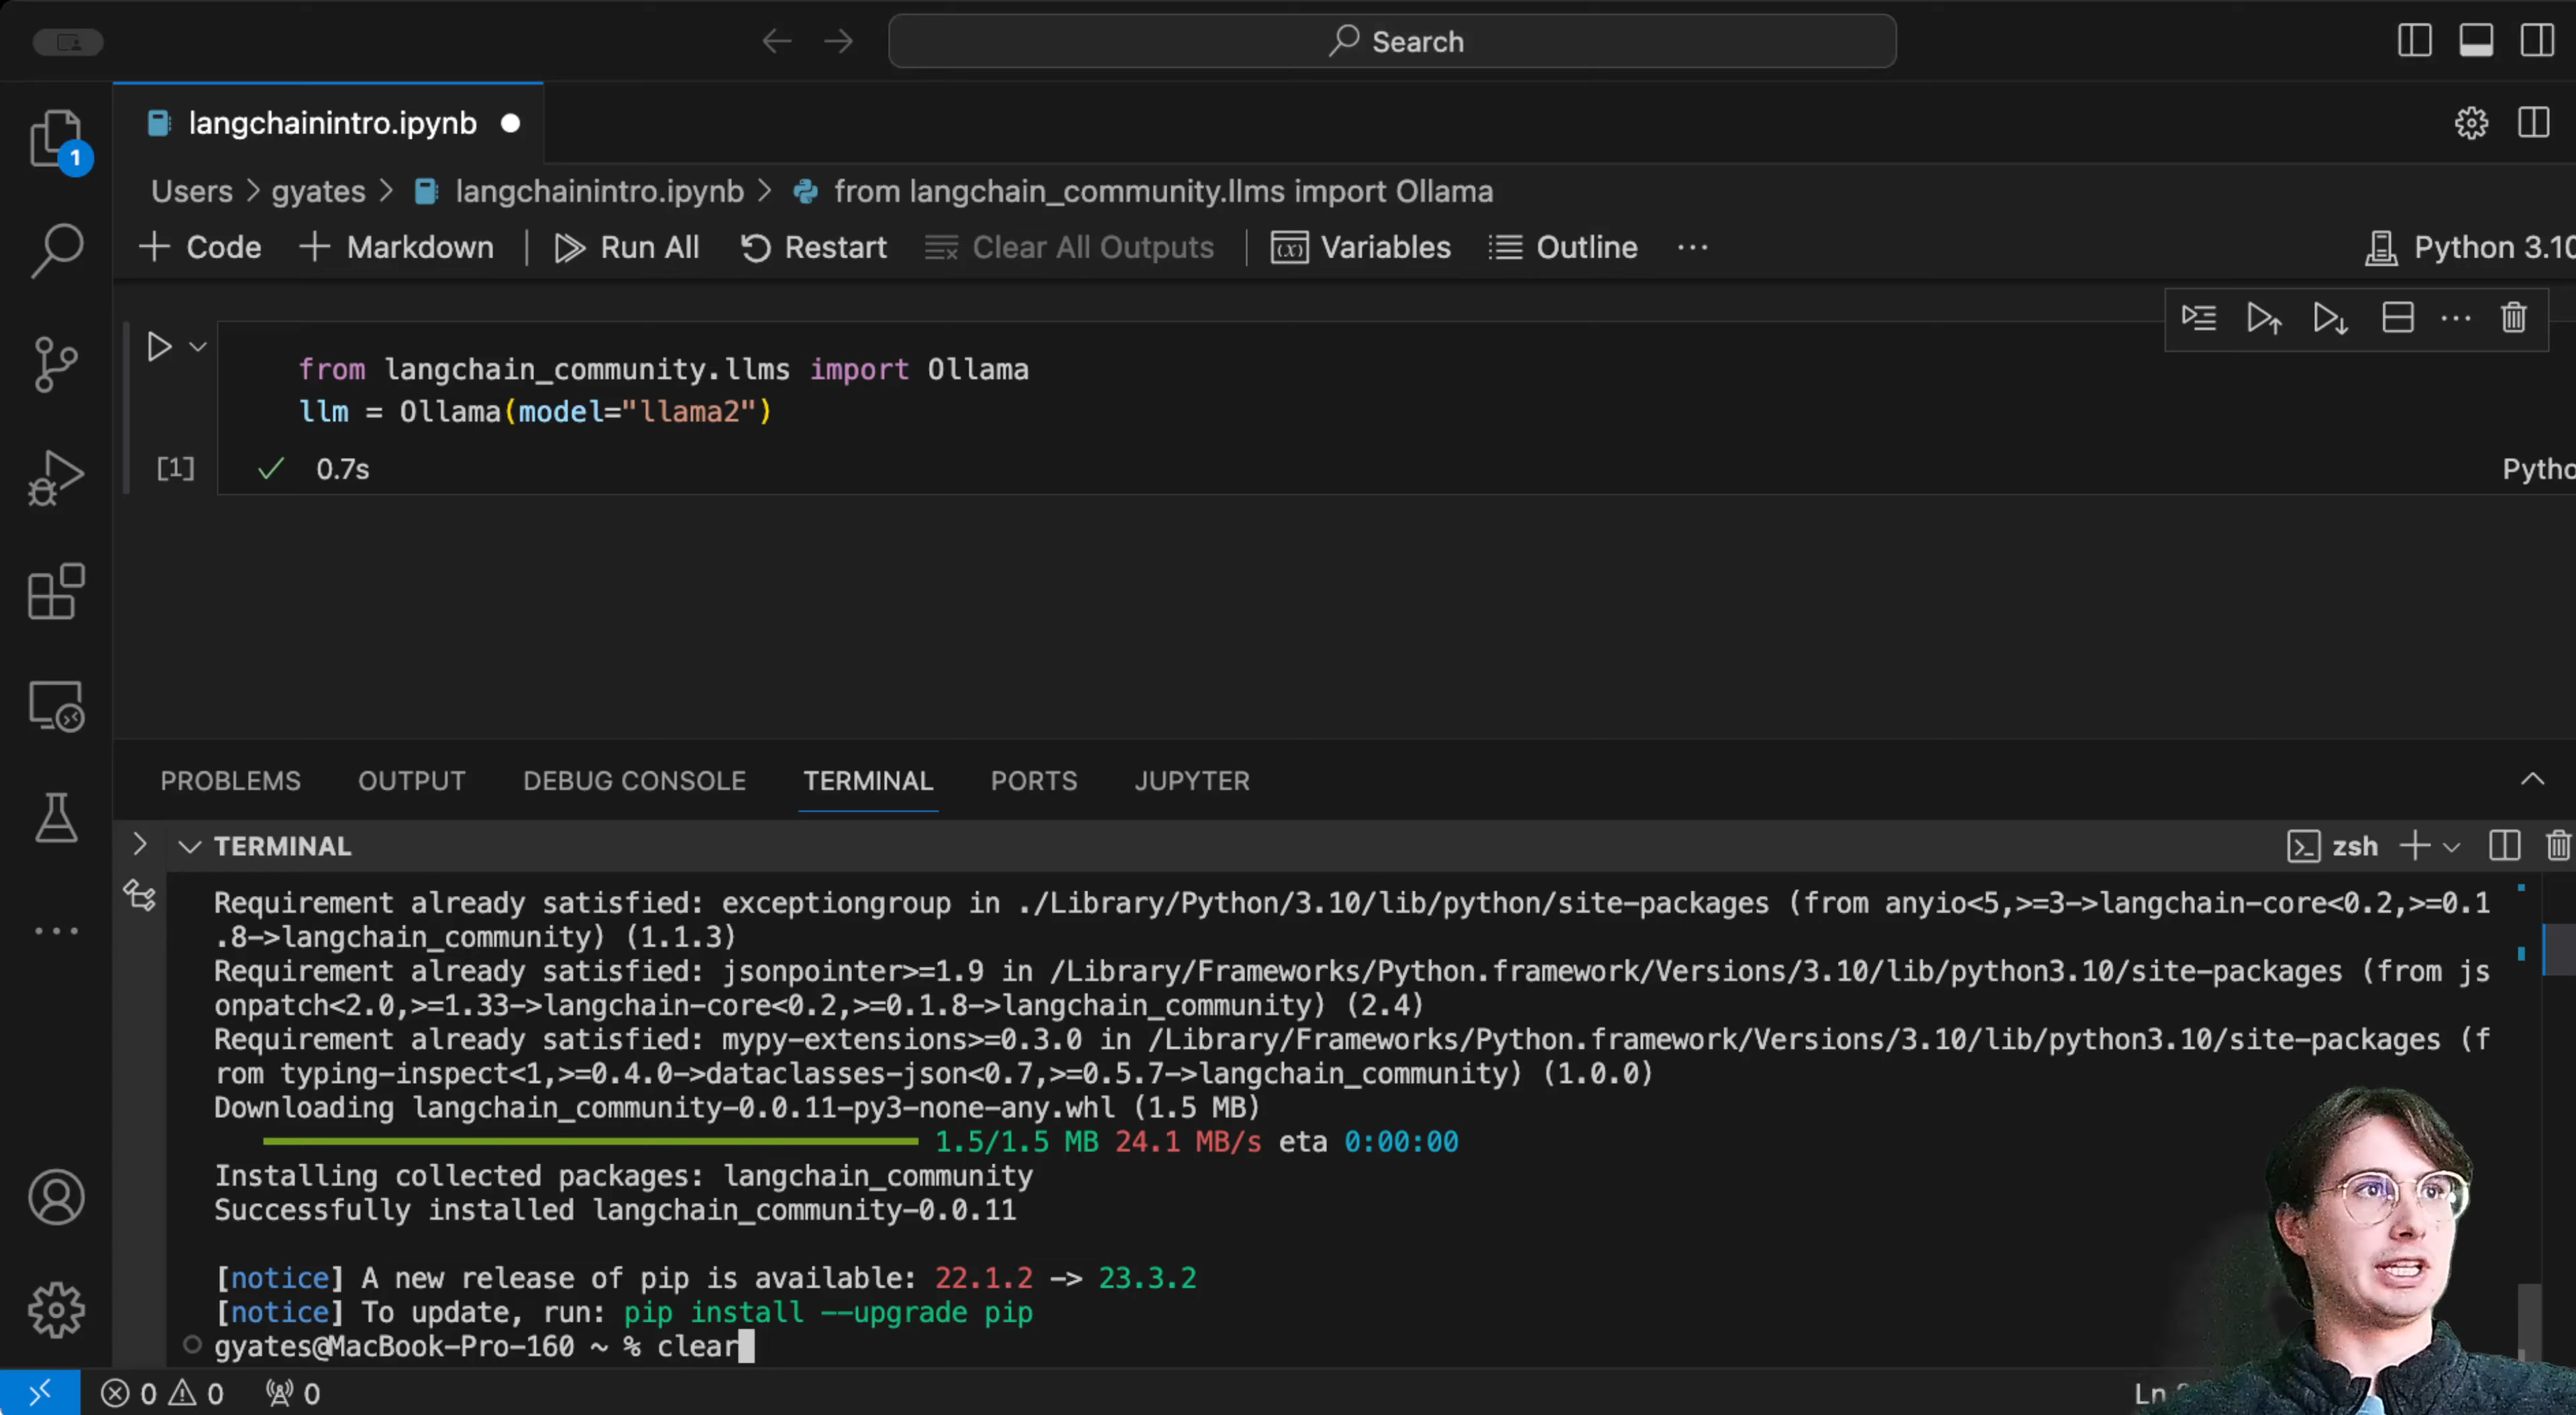 Search
langchainintro.ipynb
1
Users > gyates > langchainintro.ipynb > from langchain_community.llms import Ollama
+ Code + Markdown | Run All Restart Clear All Outputs | Variables Outline ...
Python 3.10
from langchain_community.llms import Ollama
llm = Ollama(model="llama2")
[1] ✓ 0.7s
PROBLEMS OUTPUT DEBUG CONSOLE TERMINAL PORTS JUPYTER
TERMINAL
zsh
Requirement already satisfied: exceptiongroup in ./Library/Python/3.10/lib/python/site-packages (from anyio<5,>=3->langchain-core<0.2,>=0.1
.8->langchain_community) (1.1.3)
Requirement already satisfied: jsonpointer>=1.9 in /Library/Frameworks/Python.framework/Versions/3.10/lib/python3.10/site-packages (from js
onpatch<2.0,>=1.33->langchain-core<0.2,>=0.1.8->langchain_community) (2.4)
Requirement already satisfied: mypy-extensions>=0.3.0 in /Library/Frameworks/Python.framework/Versions/3.10/lib/python3.10/site-packages (f
rom typing-inspect<1,>=0.4.0->dataclasses-json<0.7,>=0.5.7->langchain_community) (1.0.0)
Downloading langchain_community-0.0.11-py3-none-any.whl (1.5 MB)
1.5/1.5 MB 24.1 MB/s eta 0:00:00
Installing collected packages: langchain_community
Successfully installed langchain_community-0.0.11
[notice] A new release of pip is available: 22.1.2 -> 23.3.2
[notice] To update, run: pip install --upgrade pip
gyates@MacBook-Pro-160 ~ % clear
0 0 0
Ln